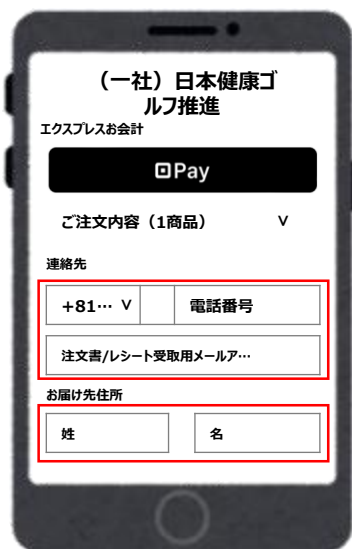 （一社）日本健康ゴ
ルフ推進
エクスプレスお会計
Pay
ご注文内容（1商品） ∨
連絡先
+81… ∨ 電話番号
注文書/レシート受取用メールア…
お届け先住所
姓 名